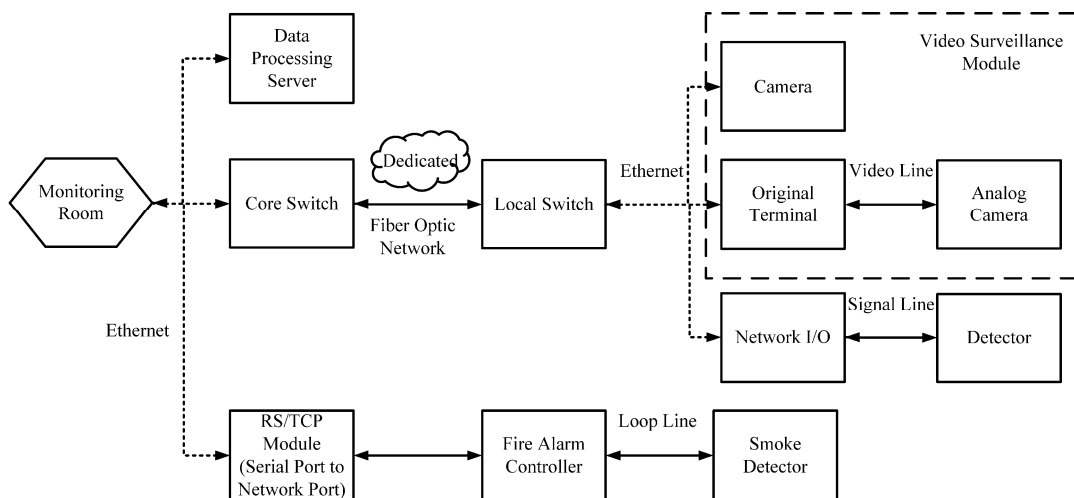 Data
Processing
Server
Video Surveillance
Module
Camera
Dedicated
Ethernet
Monitoring
Room
Core Switch
Fiber Optic
Network
Local Switch
Original
Terminal
Video Line
Analog
Camera
Ethernet
Network I/O
Signal Line
Detector
RS/TCP
Module
(Serial Port to
Network Port)
Fire Alarm
Controller
Loop Line
Smoke
Detector